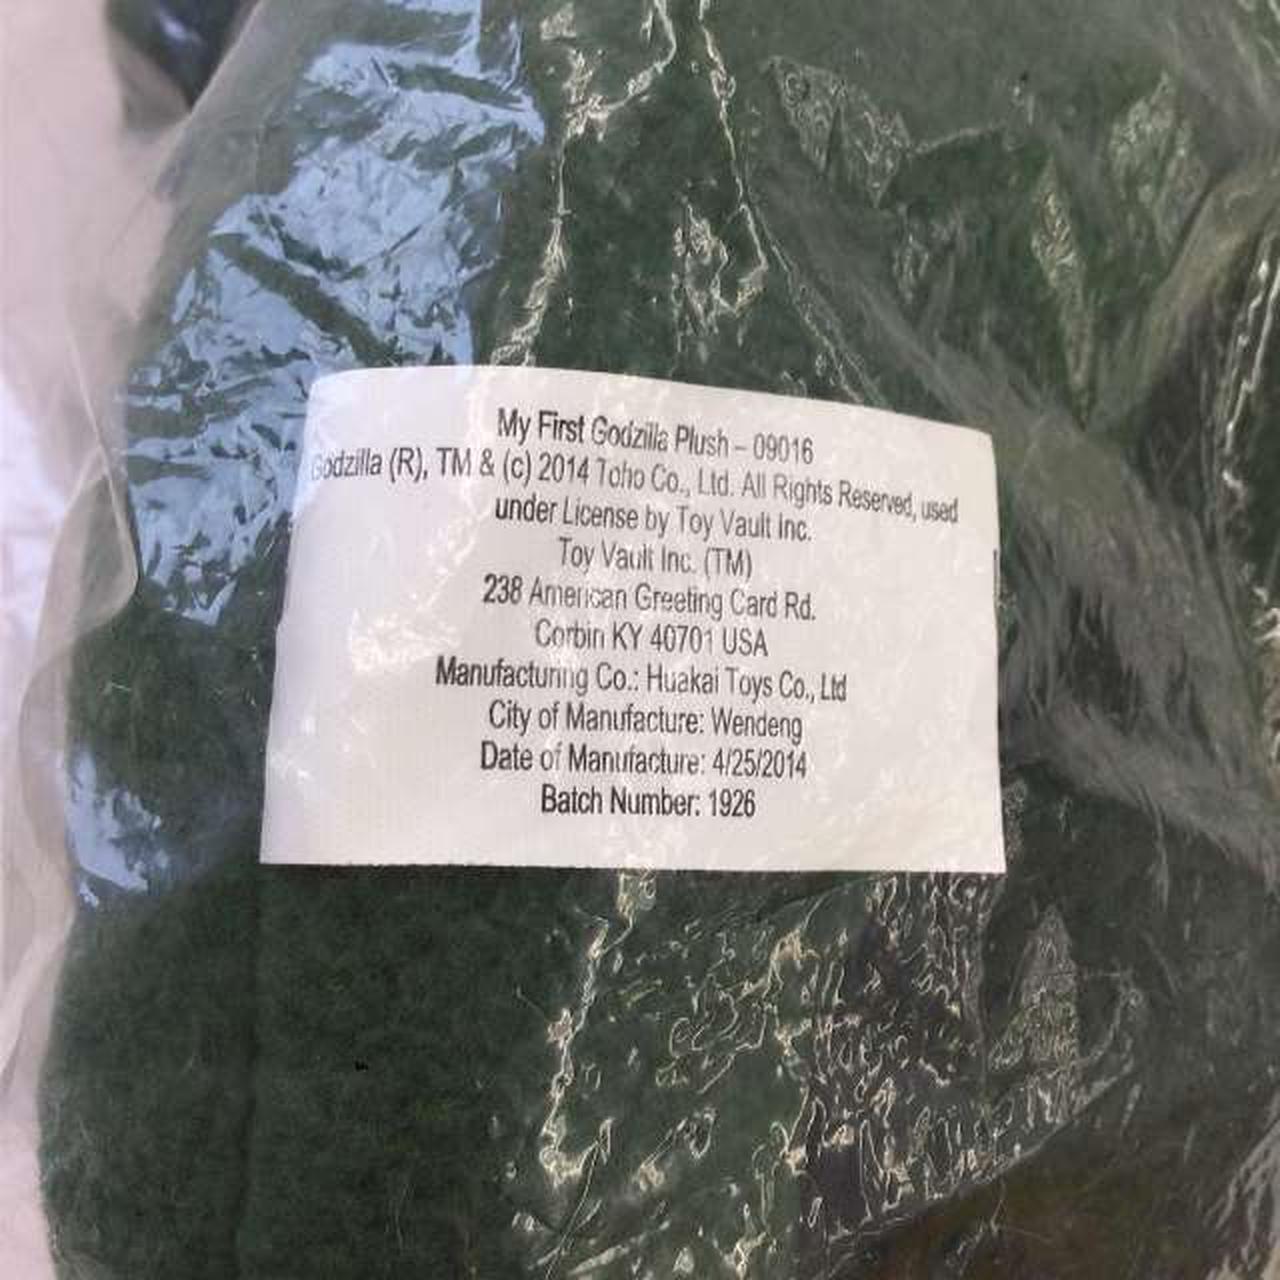 My First Godzilla Plush – 09016
Godzilla (R), TM & (c) 2014 Toho Co., Ltd. All Rights Reserved, used
under License by Toy Vault Inc.
Toy Vault Inc. (TM)
238 American Greeting Card Rd.
Corbin KY 40701 USA
Manufacturing Co.: Huakai Toys Co., Ltd
City of Manufacture: Wendeng
Date of Manufacture: 4/25/2014
Batch Number: 1926